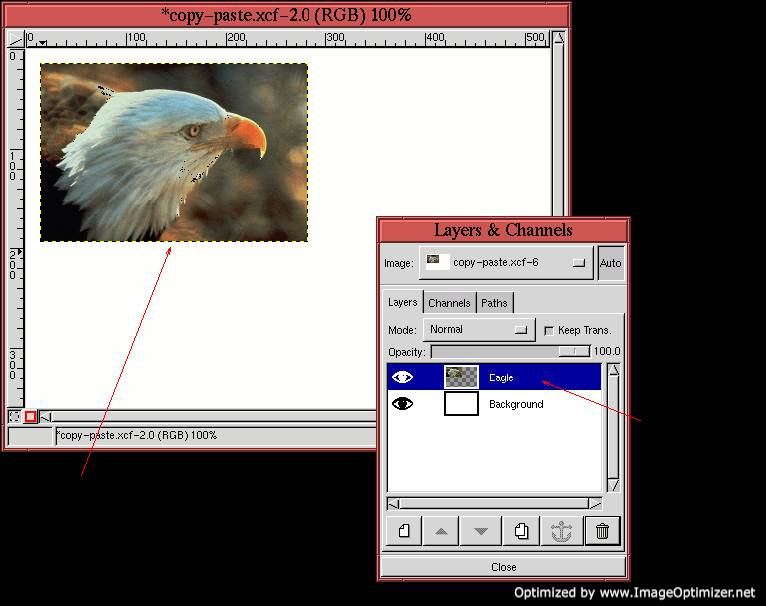 *copy-paste.xcf-2.0 (RGB) 100%
0 100 200 300 400 500
0
100
200
300
*copy-paste.xcf-2.0 (RGB) 100%
Layers & Channels
Image: copy-paste.xcf-6 Auto
Layers Channels Paths
Mode: Normal Keep Trans.
Opacity: 100.0
Eagle
Background
Close
Optimized by www.ImageOptimizer.net